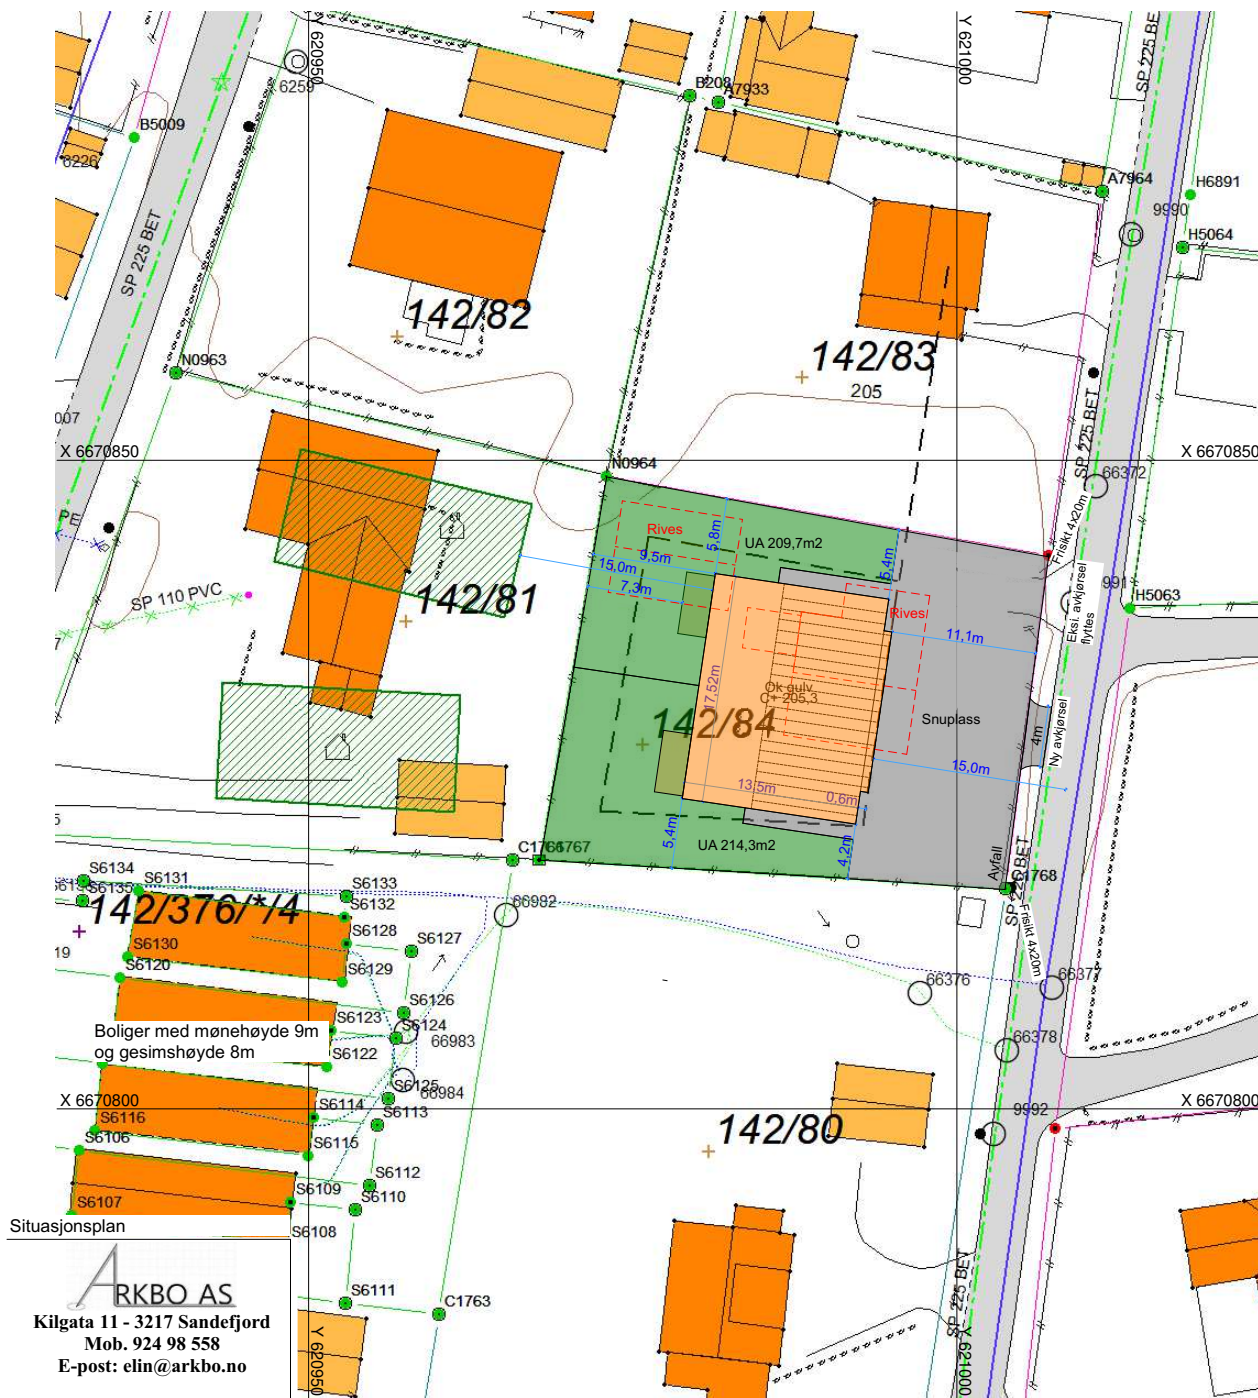 Y 620950
Y 621000
SP 225 BET
6259
B208
A7933
B5009
6226
A7964
H6891
9990
H5064
SP 225 BET
142/82
142/83
205
N0963
007
X 6670850
X 6670850
SP 225 BET
N0964
66372
PE
Rives
5,8m
UA 209,7m2
5,4m
Frisikt 4x20m
9,5m
15,0m
7,3m
SP 110 PVC
142/81
991
H5063
Eksi. avkjørsel
flyttes
Rives
11,1m
17,52m
Ok gulv
C+ 205,3
142/84
Snuplass
4m
Ny avkjørsel
15,0m
13,5m
0,6m
5,4m
UA 214,3m2
4,2m
Avfall
C1767
C1768
SP 225 BET
Frisikt 4x20m
S6134
S6135
S6131
S6133
142/376/*/4
S6132
66982
S6128
S6127
19
S6130
S6120
S6129
66376
66377
S6126
S6123
S6124
66983
Boliger med mønehøyde 9m
og gesimshøyde 8m
S6122
66378
S6125
66984
X 6670800
X 6670800
S6114
S6116
S6113
9992
142/80
S6106
S6115
S6112
S6109
S6110
S6107
S6108
Situasjonsplan
ARKBO AS
Kilgata 11 - 3217 Sandefjord
Mob. 924 98 558
E-post: elin@arkbo.no
S6111
C1763
Y 620950
SP 225 BET
Y 621000